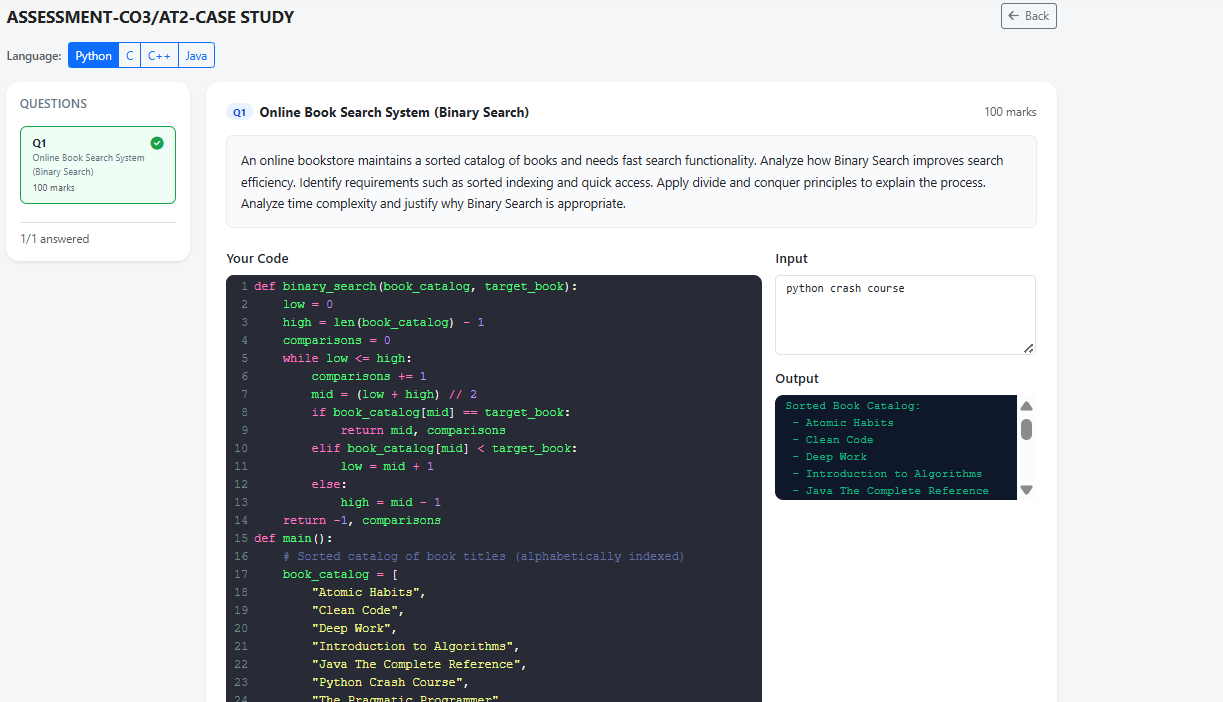 ASSESSMENT-CO3/AT2-CASE STUDY
← Back
Language: Python C C++ Java
QUESTIONS
Q1
Online Book Search System
(Binary Search)
100 marks
1/1 answered
Q1 Online Book Search System (Binary Search)
100 marks
An online bookstore maintains a sorted catalog of books and needs fast search functionality. Analyze how Binary Search improves search
efficiency. Identify requirements such as sorted indexing and quick access. Apply divide and conquer principles to explain the process.
Analyze time complexity and justify why Binary Search is appropriate.
Your Code
1 def binary_search(book_catalog, target_book):
2     low = 0
3     high = len(book_catalog) - 1
4     comparisons = 0
5     while low <= high:
6         comparisons += 1
7         mid = (low + high) // 2
8         if book_catalog[mid] == target_book:
9             return mid, comparisons
10         elif book_catalog[mid] < target_book:
11             low = mid + 1
12         else:
13             high = mid - 1
14     return -1, comparisons
15 def main():
16     # Sorted catalog of book titles (alphabetically indexed)
17     book_catalog = [
18         "Atomic Habits",
19         "Clean Code",
20         "Deep Work",
21         "Introduction to Algorithms",
22         "Java The Complete Reference",
23         "Python Crash Course",
24         "The Pragmatic Programmer"
Input
python crash course
Output
Sorted Book Catalog:
 - Atomic Habits
 - Clean Code
 - Deep Work
 - Introduction to Algorithms
 - Java The Complete Reference